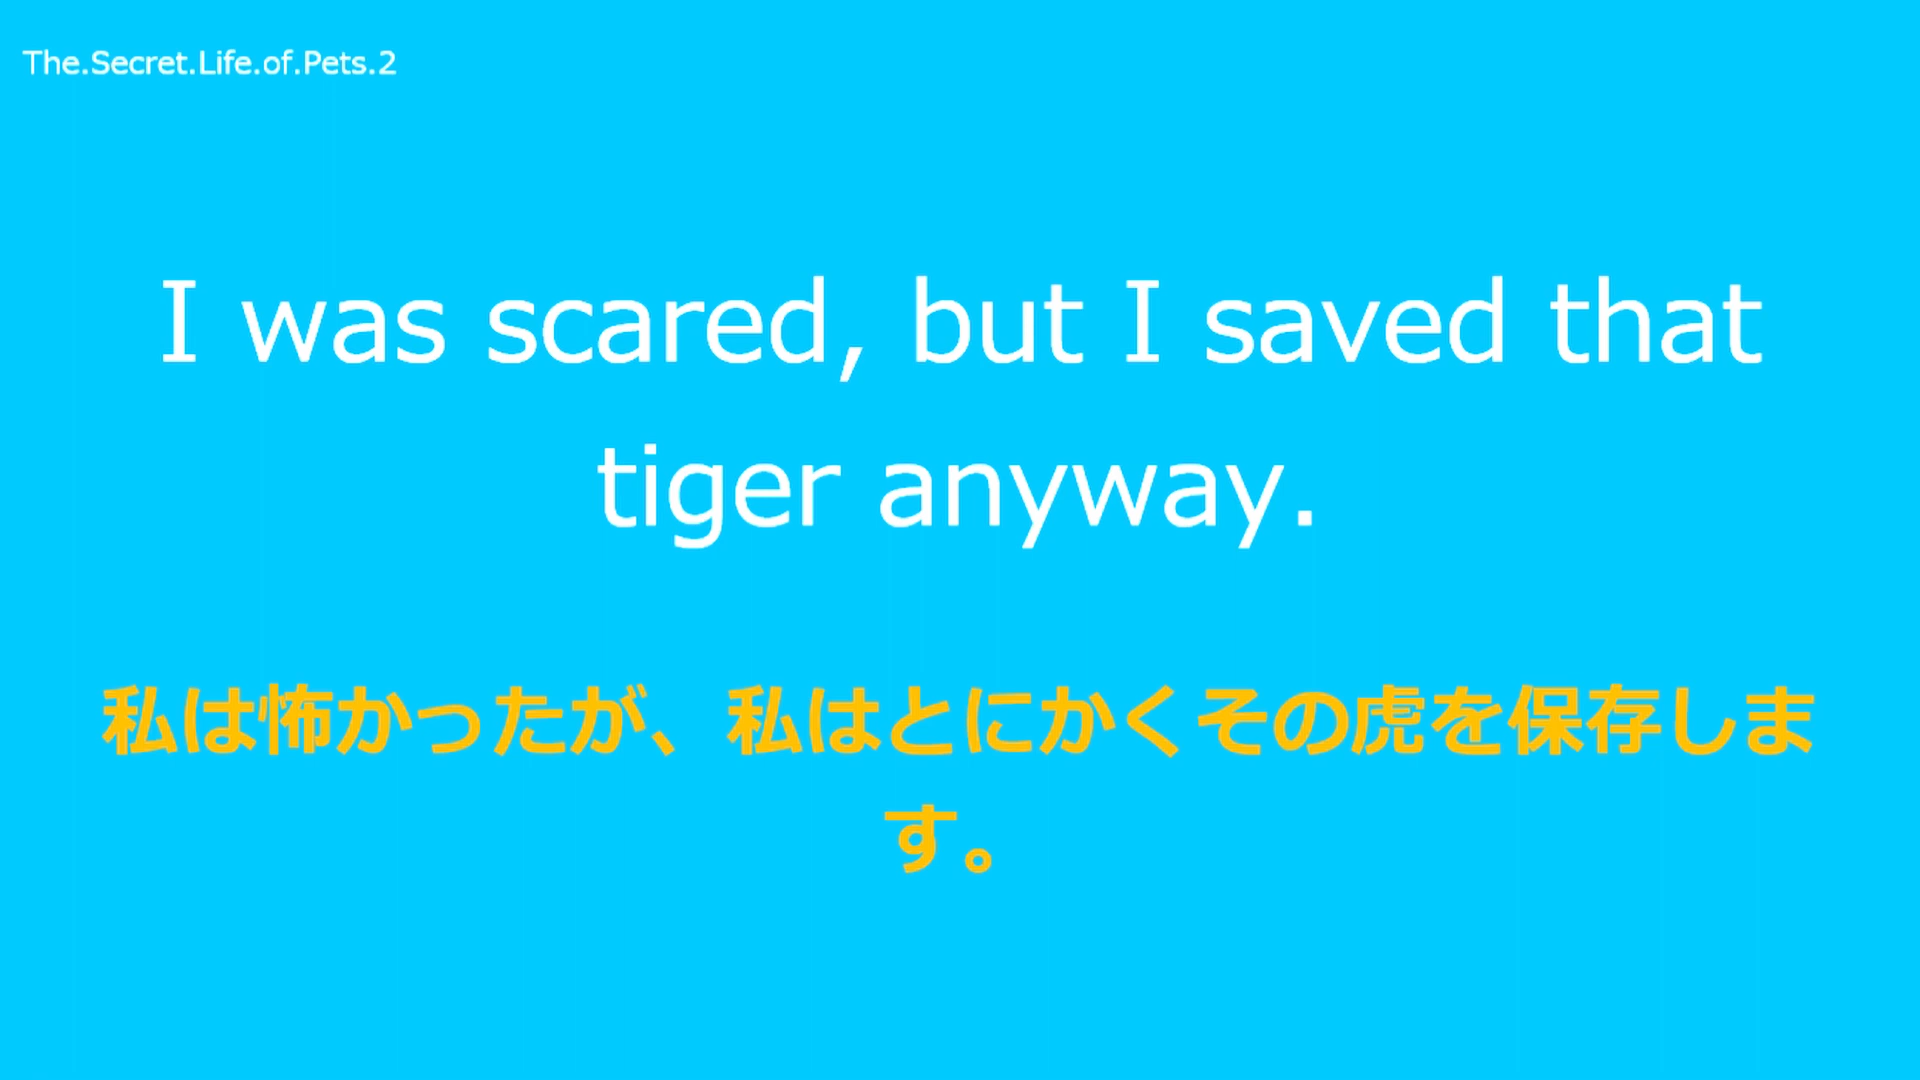 The.Secret.Life.of.Pets.2
I was scared, but I saved that
tiger anyway.
私は怖かったが、私はとにかくその虎を保存しま
す。